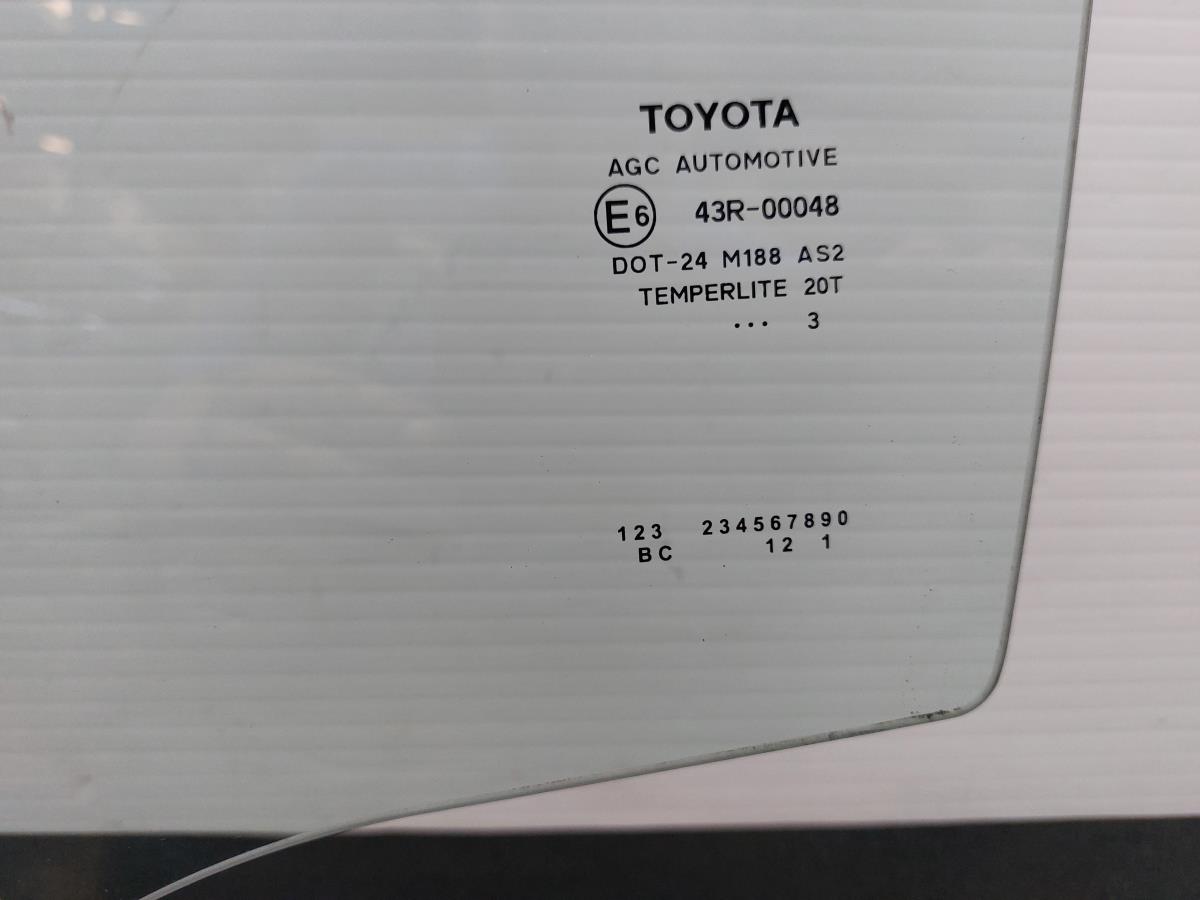 TOYOTA
AGC AUTOMOTIVE
E6 43R-00048
DOT-24 M188 AS2
TEMPERLITE 20T
... 3
123 234567890
BC 12 1